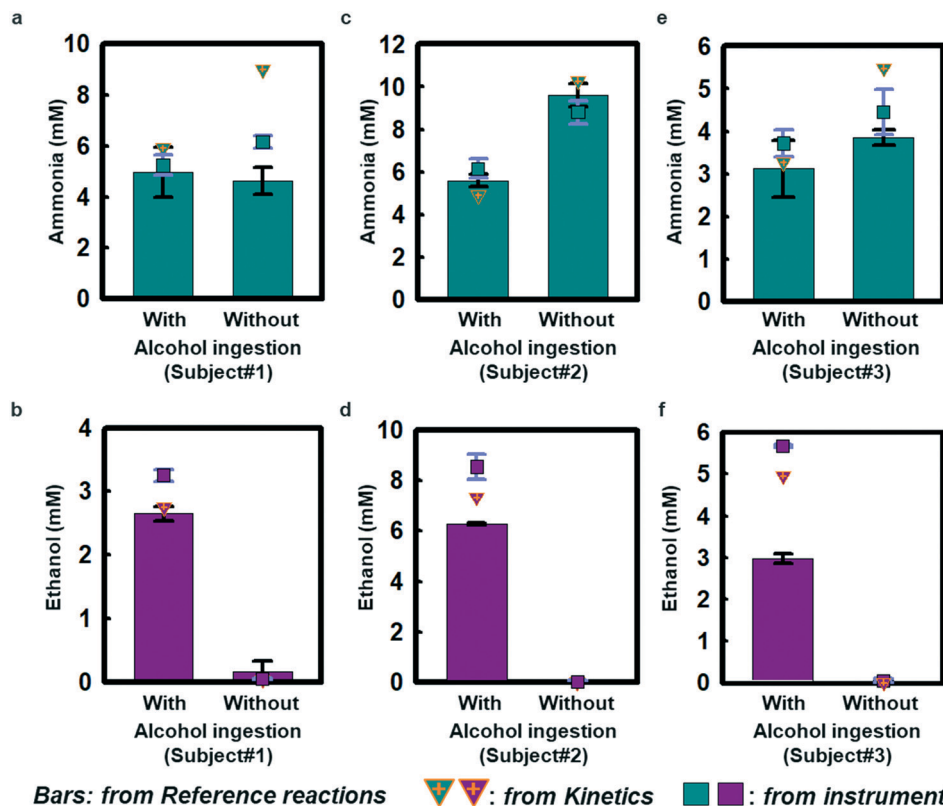 a
Ammonia (mM)
10
8
6
4
2
0
With Without
Alcohol ingestion
(Subject#1)
c
Ammonia (mM)
12
10
8
6
4
2
0
With Without
Alcohol ingestion
(Subject#2)
e
Ammonia (mM)
6
5
4
3
2
1
0
With Without
Alcohol ingestion
(Subject#3)
b
Ethanol (mM)
4
3
2
1
0
With Without
Alcohol ingestion
(Subject#1)
d
Ethanol (mM)
10
8
6
4
2
0
With Without
Alcohol ingestion
(Subject#2)
f
Ethanol (mM)
6
5
4
3
2
1
0
With Without
Alcohol ingestion
(Subject#3)
Bars: from Reference reactions : from Kinetics : from instrument